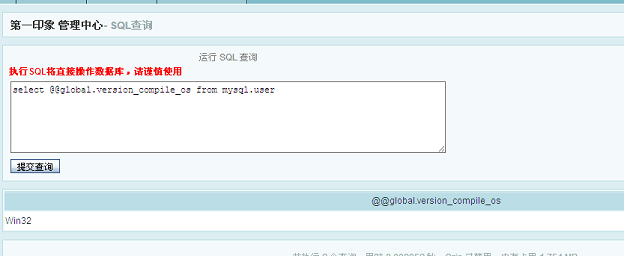 第一印象 管理中心- SQL查询
运行 SQL 查询
执行SQL将直接操作数据库，请谨慎使用
select @@global.version_compile_os from mysql.user
提交查询
@@global.version_compile_os
Win32